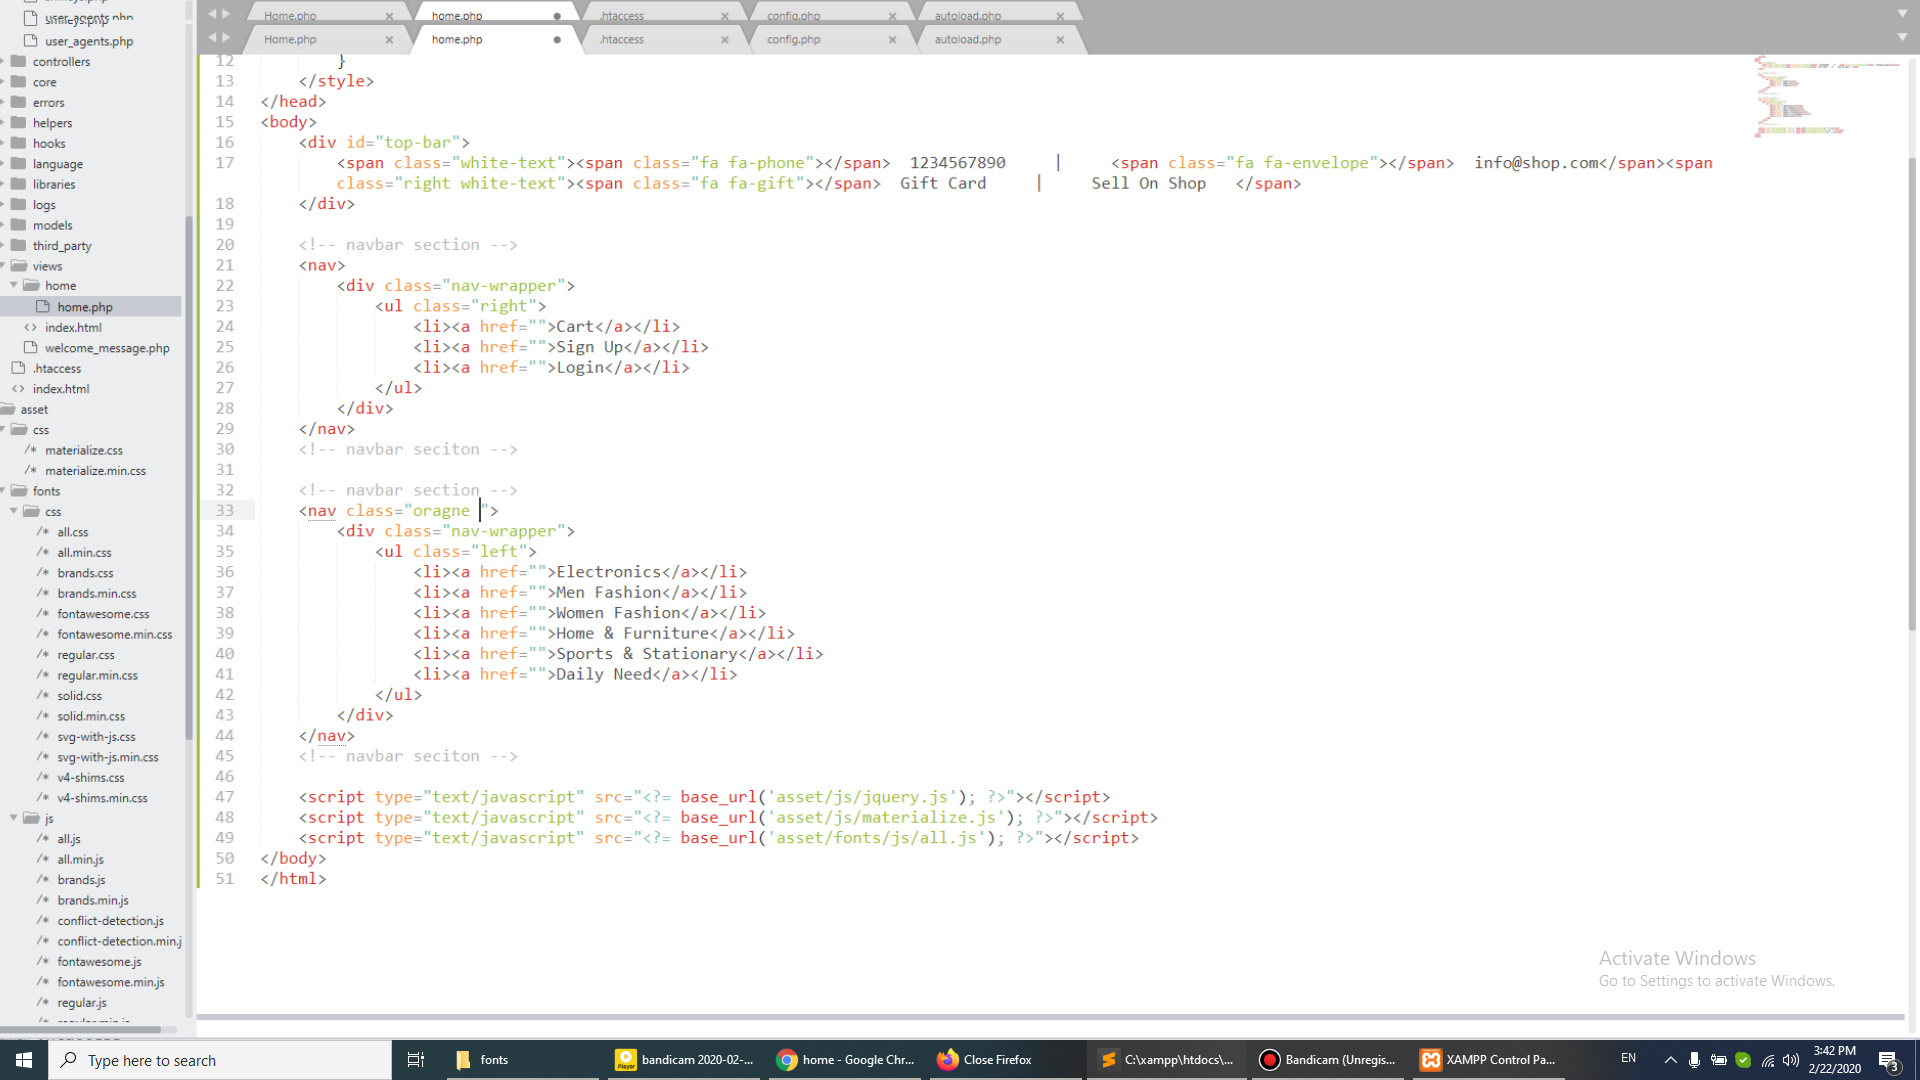 user_agents.php
Home.php × home.php ● .htaccess × config.php × autoload.php ×
Home.php × home.php ● .htaccess × config.php × autoload.php ×
user_agents.php
controllers
core
errors
helpers
hooks
language
libraries
logs
models
third_party
views
home
home.php
<> index.html
welcome_message.php
.htaccess
<> index.html
asset
css
/* materialize.css
/* materialize.min.css
fonts
css
/* all.css
/* all.min.css
/* brands.css
/* brands.min.css
/* fontawesome.css
/* fontawesome.min.css
/* regular.css
/* regular.min.css
/* solid.css
/* solid.min.css
/* svg-with-js.css
/* svg-with-js.min.css
/* v4-shims.css
/* v4-shims.min.css
js
/* all.js
/* all.min.js
/* brands.js
/* brands.min.js
/* conflict-detection.js
/* conflict-detection.min.j
/* fontawesome.js
/* fontawesome.min.js
/* regular.js
12 }
13 </style>
14 </head>
15 <body>
16 <div id="top-bar">
17 <span class="white-text"><span class="fa fa-phone"></span> 1234567890 | <span class="fa fa-envelope"></span> info@shop.com</span><span
class="right white-text"><span class="fa fa-gift"></span> Gift Card | Sell On Shop </span>
18 </div>
19
20 <!-- navbar section -->
21 <nav>
22 <div class="nav-wrapper">
23 <ul class="right">
24 <li><a href="">Cart</a></li>
25 <li><a href="">Sign Up</a></li>
26 <li><a href="">Login</a></li>
27 </ul>
28 </div>
29 </nav>
30 <!-- navbar seciton -->
31
32 <!-- navbar section -->
33 <nav class="oragne ">
34 <div class="nav-wrapper">
35 <ul class="left">
36 <li><a href="">Electronics</a></li>
37 <li><a href="">Men Fashion</a></li>
38 <li><a href="">Women Fashion</a></li>
39 <li><a href="">Home & Furniture</a></li>
40 <li><a href="">Sports & Stationary</a></li>
41 <li><a href="">Daily Need</a></li>
42 </ul>
43 </div>
44 </nav>
45 <!-- navbar seciton -->
46
47 <script type="text/javascript" src="<?= base_url('asset/js/jquery.js'); ?>"></script>
48 <script type="text/javascript" src="<?= base_url('asset/js/materialize.js'); ?>"></script>
49 <script type="text/javascript" src="<?= base_url('asset/fonts/js/all.js'); ?>"></script>
50 </body>
51 </html>
Activate Windows
Go to Settings to activate Windows.
Type here to search
fonts
bandicam 2020-02-...
home - Google Chr...
Close Firefox
C:\xampp\htdocs\...
Bandicam (Unregis...
XAMPP Control Pa...
EN
3:42 PM
2/22/2020
3